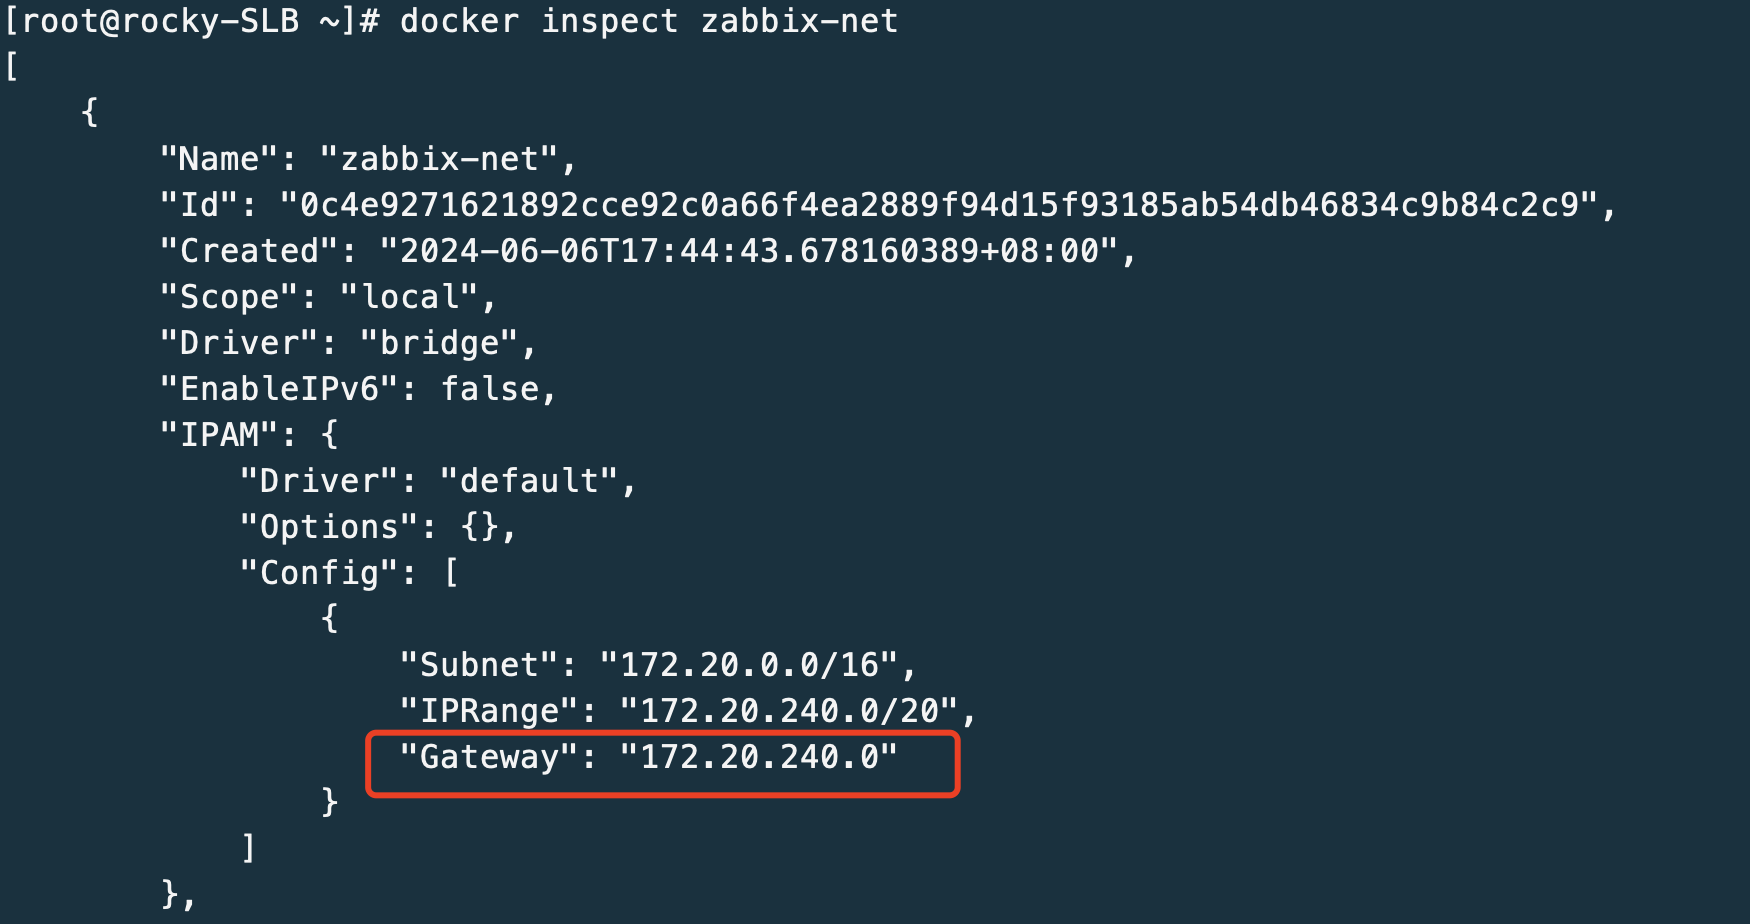 [root@rocky-SLB ~]# docker inspect zabbix-net
[
    {
        "Name": "zabbix-net",
        "Id": "0c4e9271621892cce92c0a66f4ea2889f94d15f93185ab54db46834c9b84c2c9",
        "Created": "2024-06-06T17:44:43.678160389+08:00",
        "Scope": "local",
        "Driver": "bridge",
        "EnableIPv6": false,
        "IPAM": {
            "Driver": "default",
            "Options": {},
            "Config": [
                {
                    "Subnet": "172.20.0.0/16",
                    "IPRange": "172.20.240.0/20",
                    "Gateway": "172.20.240.0"
                }
            ]
        },